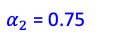 α₂ = 0.75